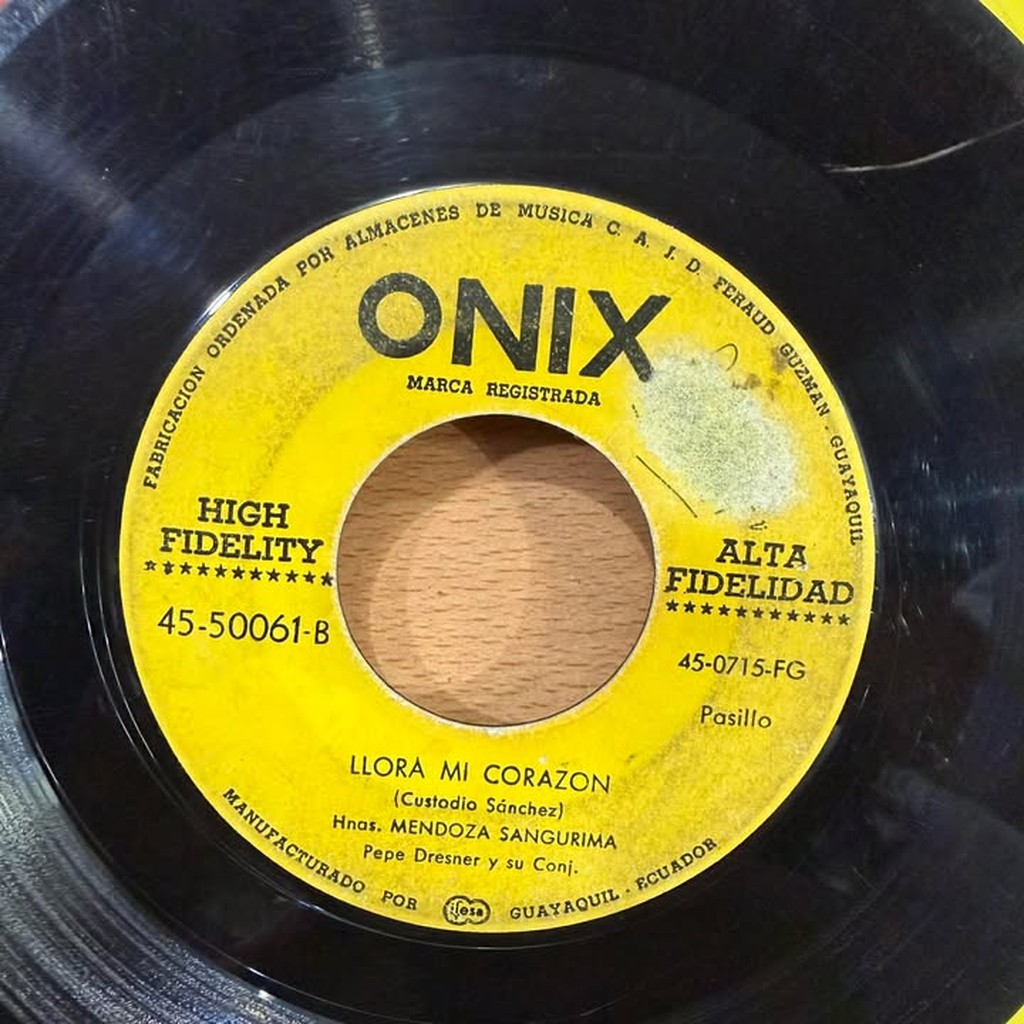 FABRICACION ORDENADA POR ALMACENES DE MUSICA C. A. J. D. FERAUD GUZMAN - GUAYAQUIL
ONIX
MARCA REGISTRADA
HIGH
FIDELITY
**********
45-50061-B
ALTA
FIDELIDAD
**********
45-0715-FG
Pasillo
LLORA MI CORAZON
(Custodio Sánchez)
Hnas. MENDOZA SANGURIMA
Pepe Dresner y su Conj.
MANUFACTURADO POR ifesa GUAYAQUIL - ECUADOR